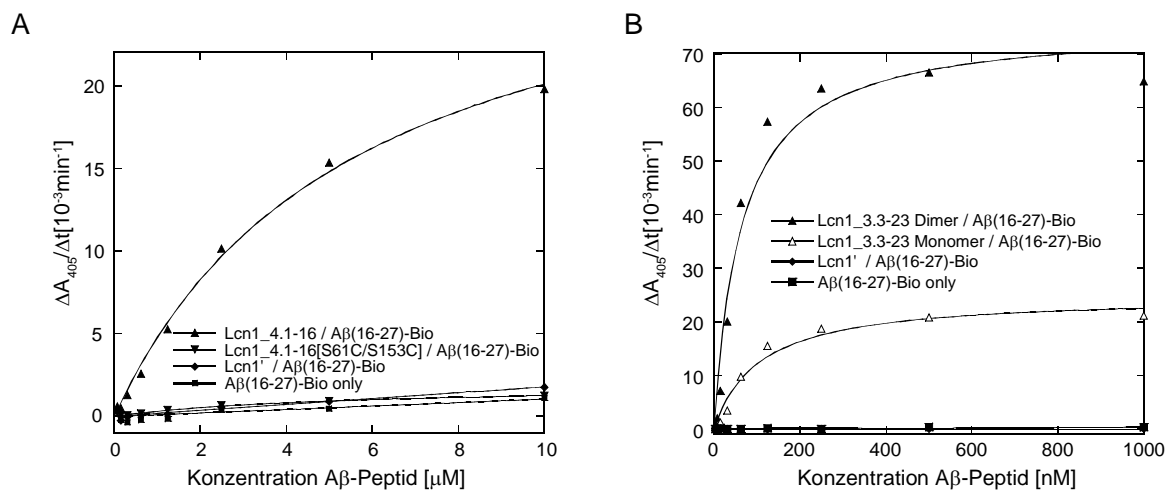 A
ΔA405/Δt[10-3min-1]
20
15
10
5
0
Lcn1_4.1-16 / Aβ(16-27)-Bio
Lcn1_4.1-16[S61C/S153C] / Aβ(16-27)-Bio
Lcn1' / Aβ(16-27)-Bio
Aβ(16-27)-Bio only
0 2 4 6 8 10
Konzentration Aβ-Peptid [μM]
B
ΔA405/Δt[10-3min-1]
70
60
50
40
30
20
10
0
Lcn1_3.3-23 Dimer / Aβ(16-27)-Bio
Lcn1_3.3-23 Monomer / Aβ(16-27)-Bio
Lcn1' / Aβ(16-27)-Bio
Aβ(16-27)-Bio only
0 200 400 600 800 1000
Konzentration Aβ-Peptid [nM]